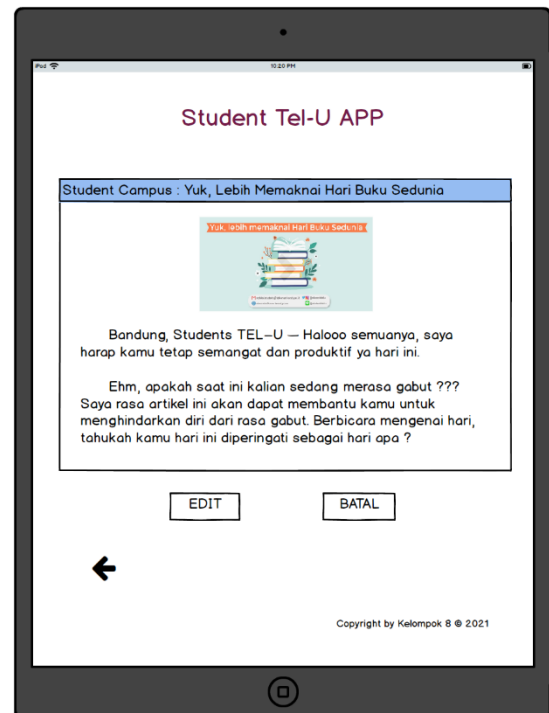 iPod
10:20 PM
Student Tel-U APP
Student Campus : Yuk, Lebih Memaknai Hari Buku Sedunia
Yuk, lebih memaknai Hari Buku Sedunia
Bandung, Students TEL-U — Halooo semuanya, saya
harap kamu tetap semangat dan produktif ya hari ini.
Ehm, apakah saat ini kalian sedang merasa gabut ???
Saya rasa artikel ini akan dapat membantu kamu untuk
menghindarkan diri dari rasa gabut. Berbicara mengenai hari,
tahukah kamu hari ini diperingati sebagai hari apa ?
EDIT
BATAL
Copyright by Kelompok 8 © 2021